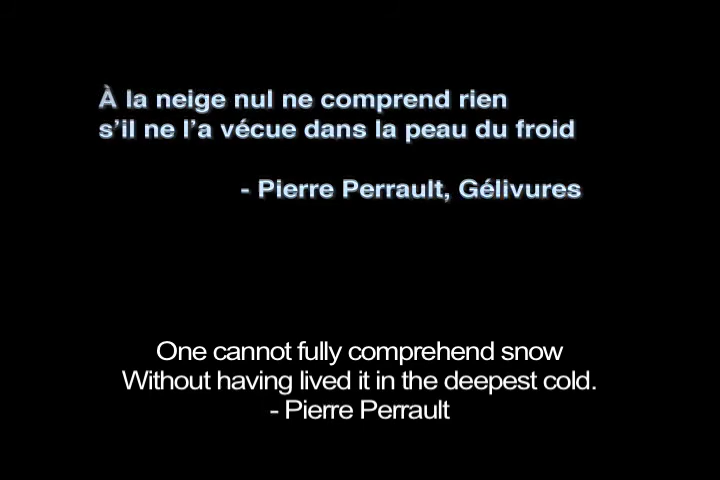 À la neige nul ne comprend rien
s'il ne l'a vécue dans la peau du froid
- Pierre Perrault, Gélivures
One cannot fully comprehend snow
Without having lived it in the deepest cold.
- Pierre Perrault